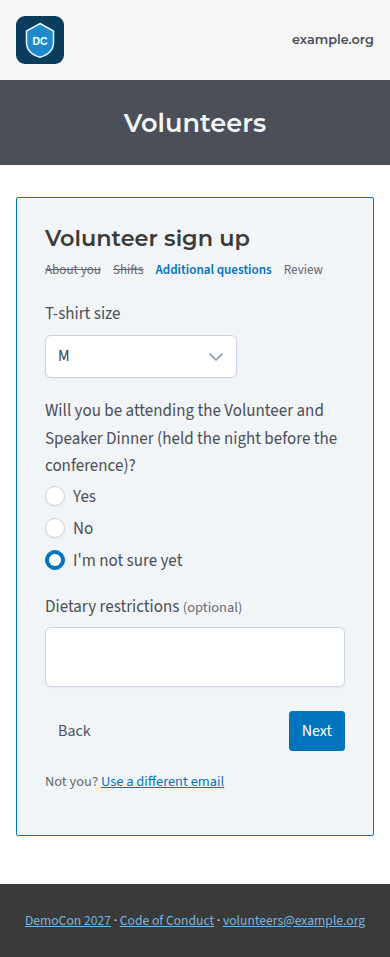 DC
example.org
Volunteers
Volunteer sign up
About you Shifts Additional questions Review
T-shirt size
M
Will you be attending the Volunteer and
Speaker Dinner (held the night before the
conference)?
Yes
No
I'm not sure yet
Dietary restrictions (optional)
Back Next
Not you? Use a different email
DemoCon 2027 · Code of Conduct · volunteers@example.org